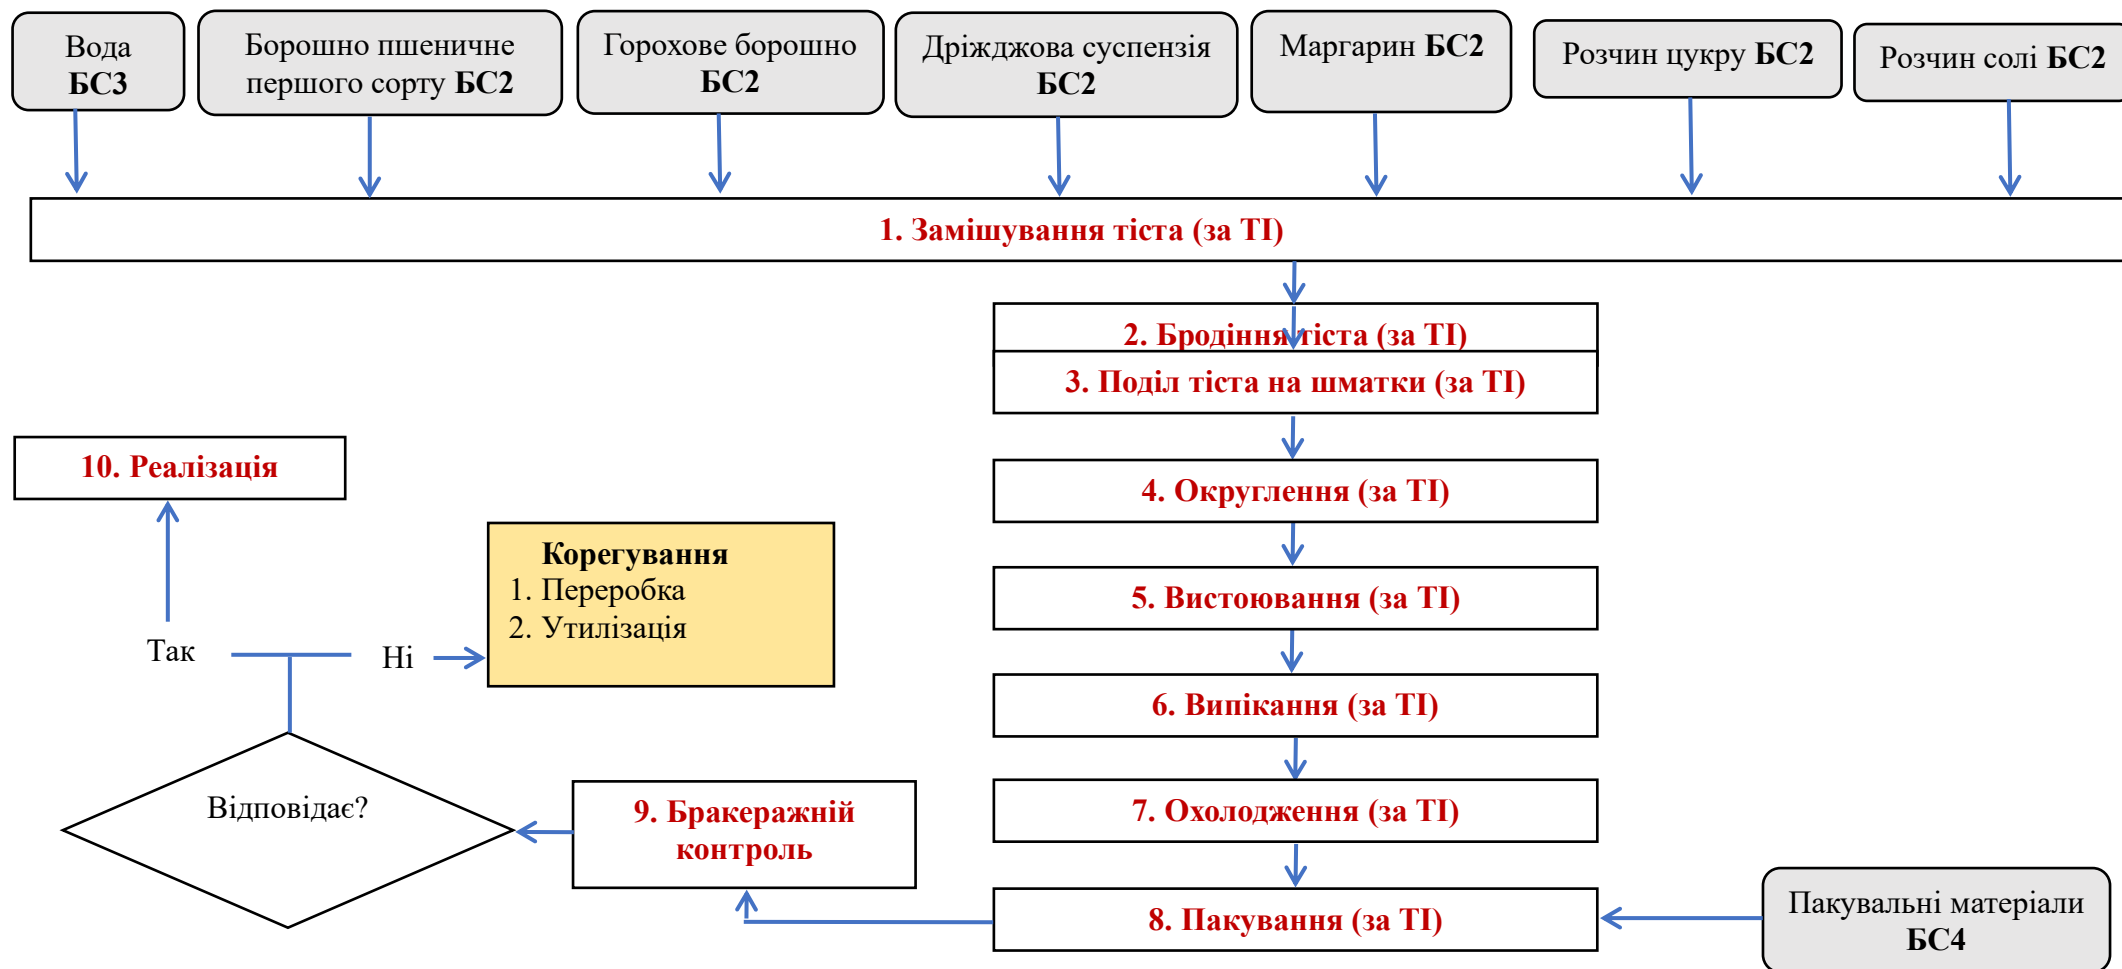 Вода
БС3
Борошно пшеничне
першого сорту БС2
Горохове борошно
БС2
Дріжджова суспензія
БС2
Маргарин БС2
Розчин цукру БС2
Розчин солі БС2
1. Замішування тіста (за ТІ)
2. Бродіння тіста (за ТІ)
3. Поділ тіста на шматки (за ТІ)
4. Округлення (за ТІ)
5. Вистоювання (за ТІ)
6. Випікання (за ТІ)
7. Охолодження (за ТІ)
8. Пакування (за ТІ)
Пакувальні матеріали
БС4
9. Бракеражній
контроль
Відповідає?
Так
Ні
Корегування
1. Переробка
2. Утилізація
10. Реалізація